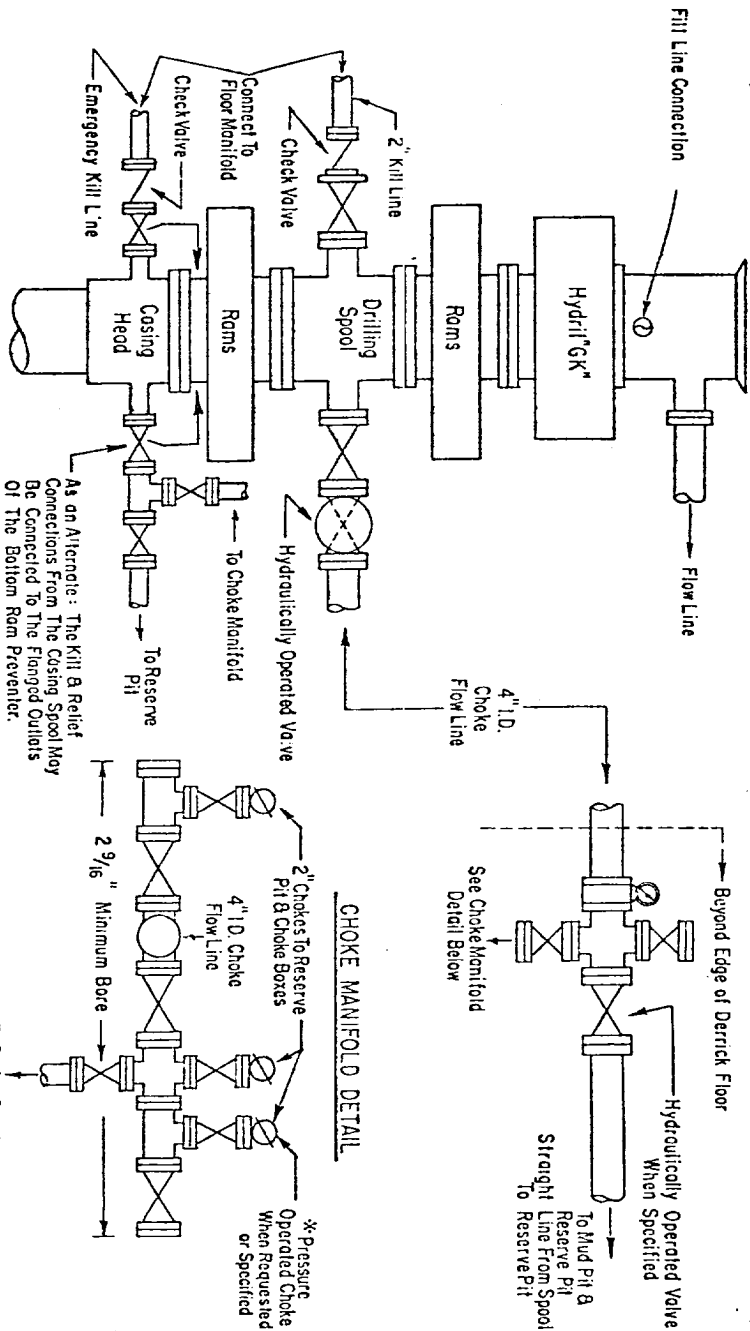 Fill Line Connection
Flow Line
Hydril "GK"
Rams
2" Kill Line
Check Valve
Drilling
Spool
Connect To
Floor Manifold
Hydraulically Operated Valve
Rams
Check Valve
Emergency Kill Line
Casing
Head
To Choke Manifold
To Reserve
Pit
As an Alternate: The Kill & Relief
Connections From The Casing Spool May
Be Connected To The Flanged Outlets
Of The Bottom Ram Preventer.
4" I.D.
Choke
Flow Line
Beyond Edge of Derrick Floor
Hydraulically Operated Valve
When Specified
See Choke Manifold
Detail Below
To Mud Pit &
Reserve Pit
Straight Line From Spool
To Reserve Pit
CHOKE MANIFOLD DETAIL
2" Chokes To Reserve
Pit & Choke Boxes
*Pressure
Operated Choke
When Requested
or Specified
4" I.D. Choke
Flow Line
2 9/16" Minimum Bore